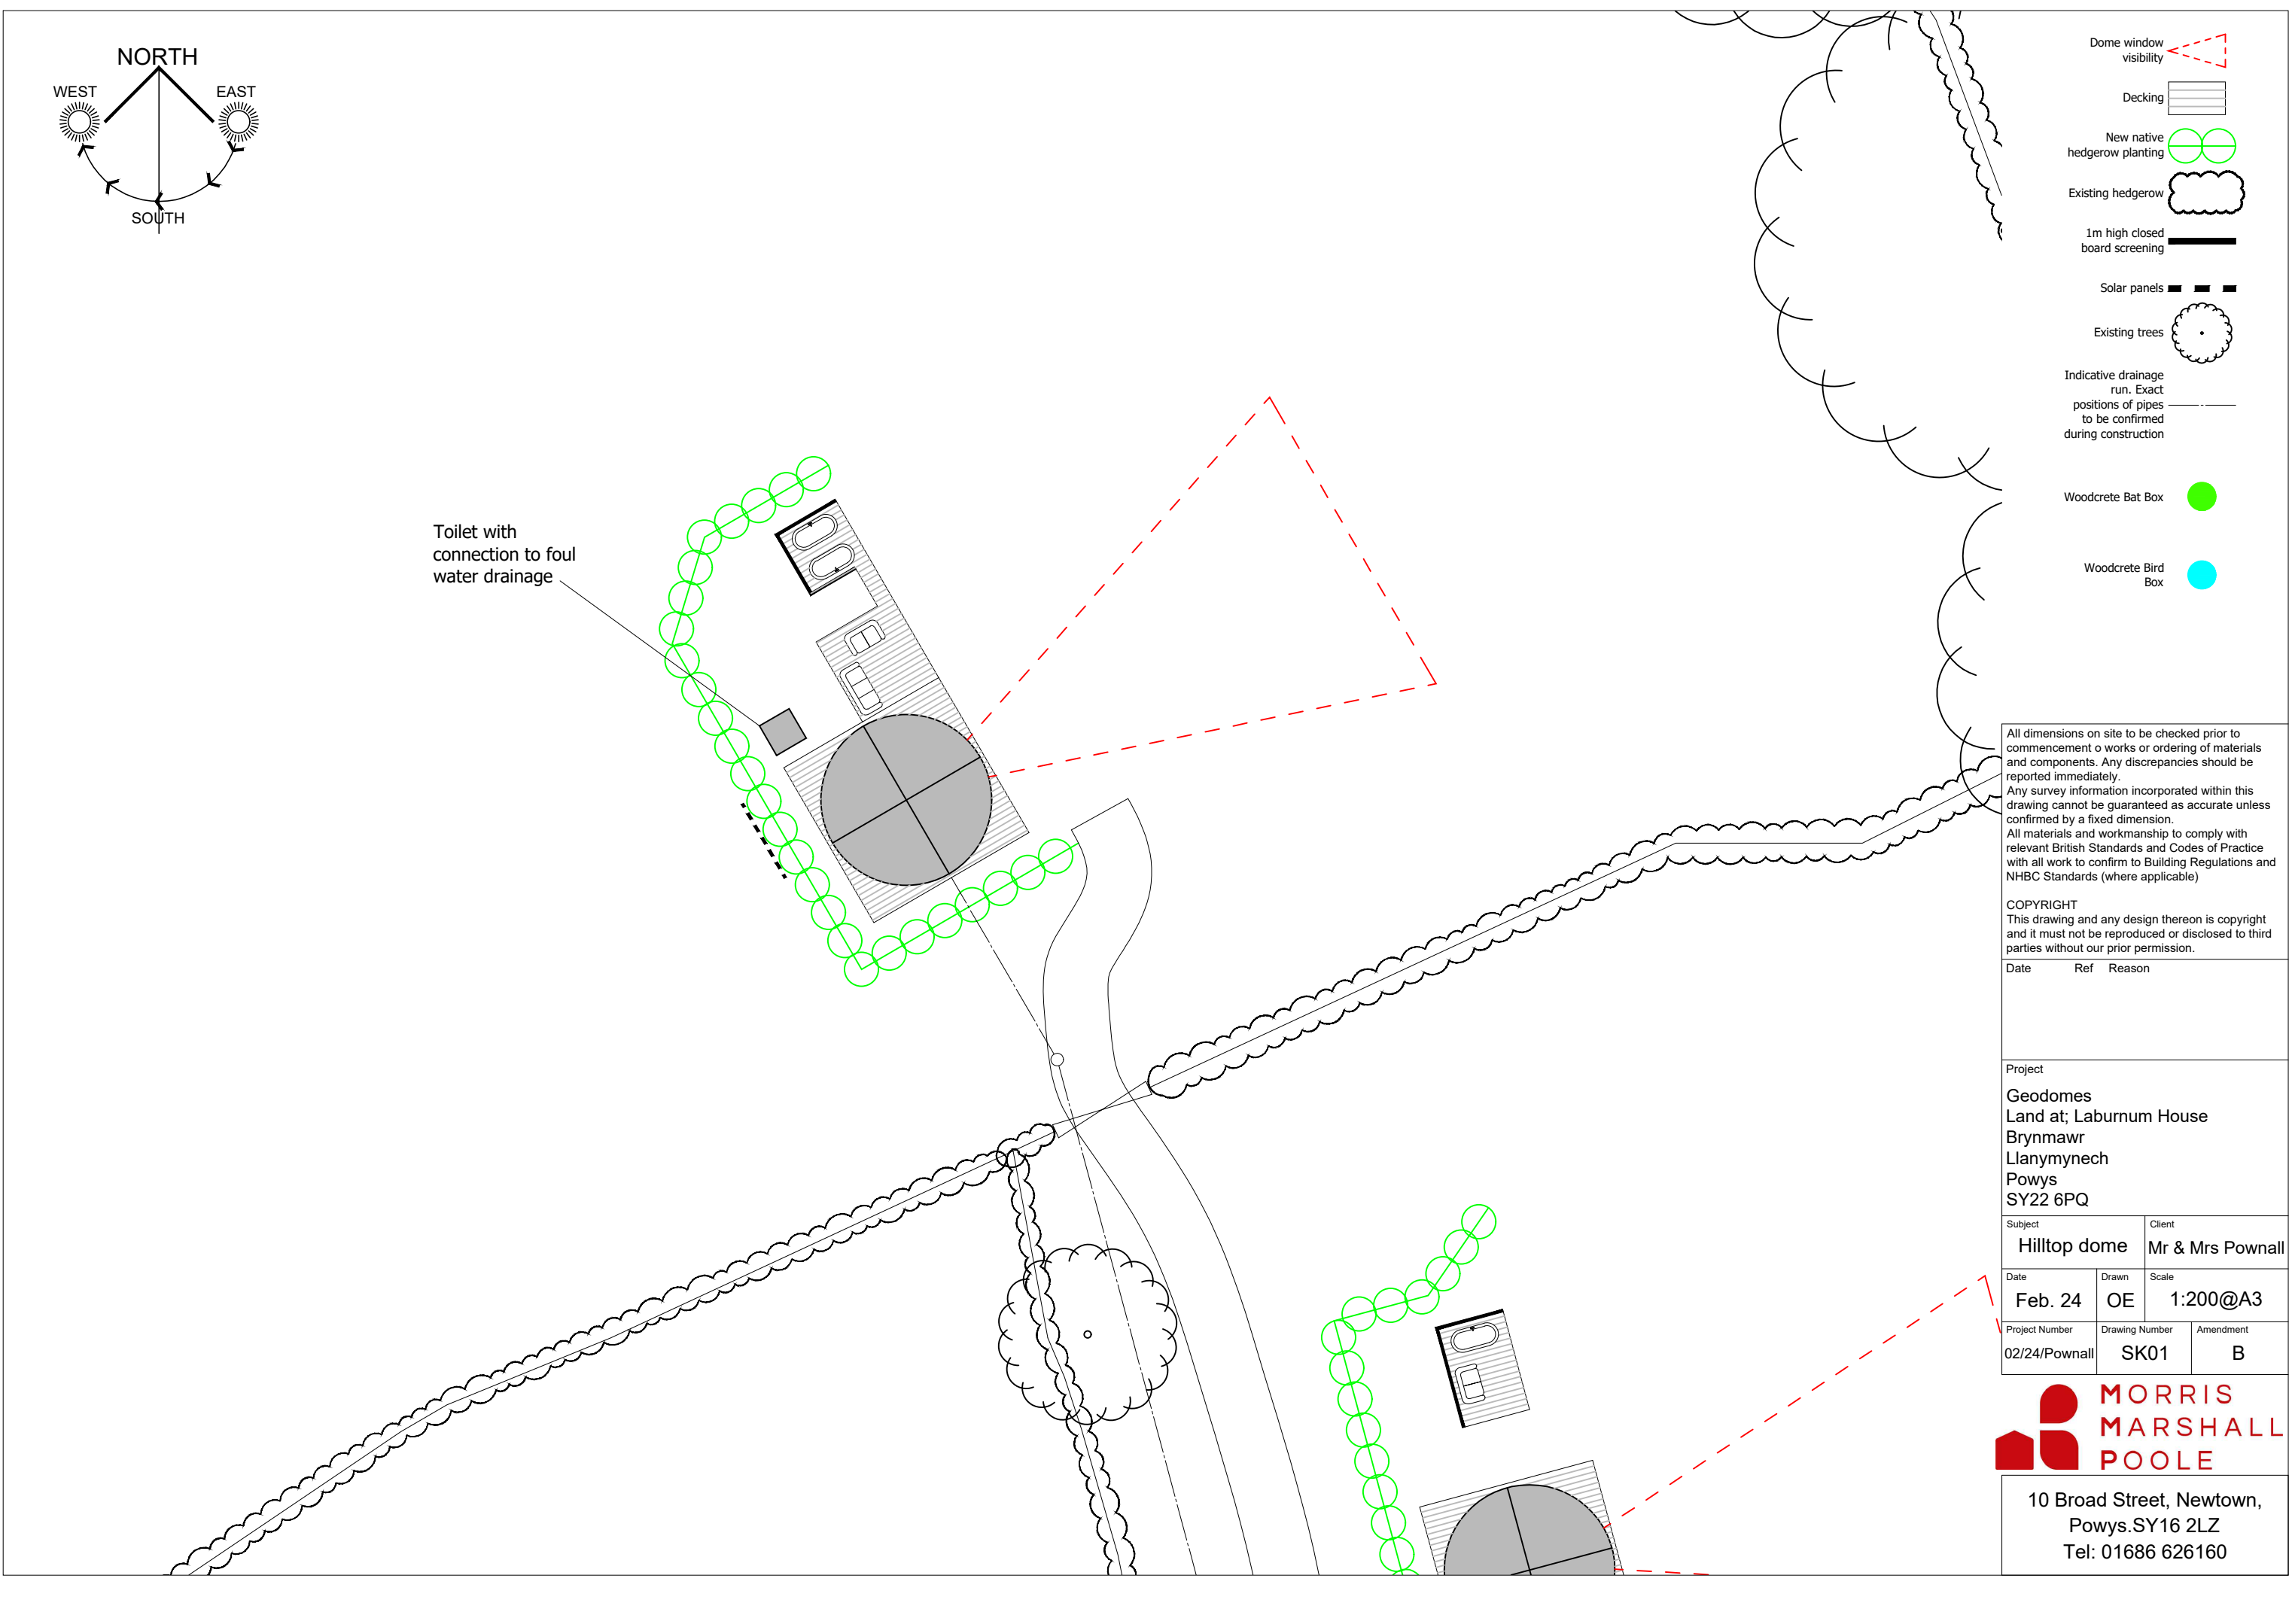 NORTH
WEST
EAST
SOUTH
Toilet with
connection to foul
water drainage
Dome window
visibility
Decking
New native
hedgerow planting
Existing hedgerow
1m high closed
board screening
Solar panels
Existing trees
Indicative drainage
run. Exact
positions of pipes
to be confirmed
during construction
Woodcrete Bat Box
Woodcrete Bird
Box
All dimensions on site to be checked prior to
commencement o works or ordering of materials
and components. Any discrepancies should be
reported immediately.
Any survey information incorporated within this
drawing cannot be guaranteed as accurate unless
confirmed by a fixed dimension.
All materials and workmanship to comply with
relevant British Standards and Codes of Practice
with all work to confirm to Building Regulations and
NHBC Standards (where applicable)
COPYRIGHT
This drawing and any design thereon is copyright
and it must not be reproduced or disclosed to third
parties without our prior permission.
Date Ref Reason
Project
Geodomes
Land at; Laburnum House
Brynmawr
Llanymynech
Powys
SY22 6PQ
Subject Client
Hilltop dome Mr & Mrs Pownall
Date Drawn Scale
Feb. 24 OE 1:200@A3
Project Number Drawing Number Amendment
02/24/Pownall SK01 B
MORRIS
MARSHALL
POOLE
10 Broad Street, Newtown,
Powys.SY16 2LZ
Tel: 01686 626160